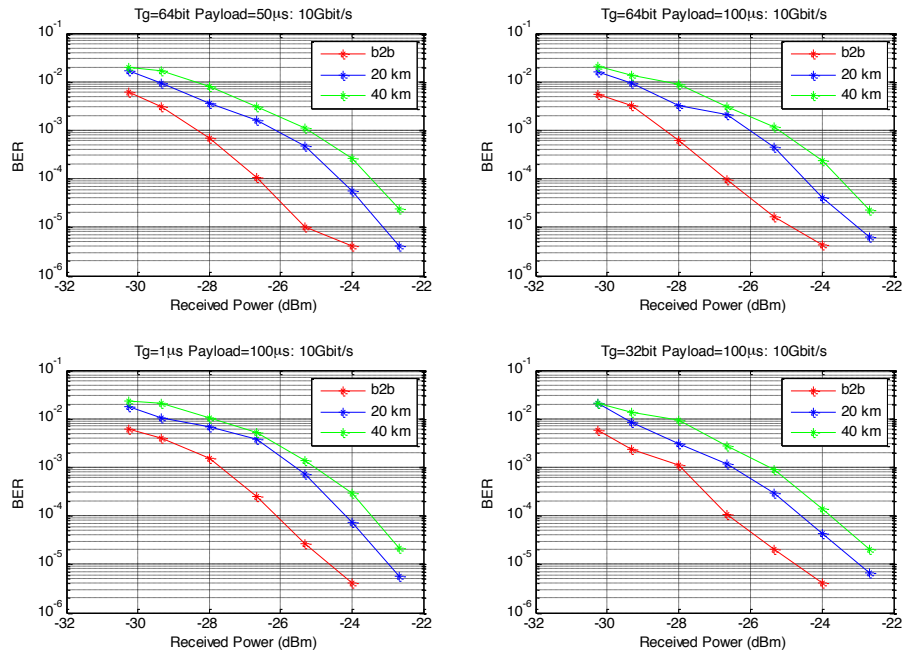 Tg=64bit Payload=50μs: 10Gbit/s
10^-1
10^-2
10^-3
10^-4
10^-5
10^-6
BER
b2b
20 km
40 km
-32 -30 -28 -26 -24 -22
Received Power (dBm)
Tg=64bit Payload=100μs: 10Gbit/s
10^-1
10^-2
10^-3
10^-4
10^-5
10^-6
BER
b2b
20 km
40 km
-32 -30 -28 -26 -24 -22
Received Power (dBm)
Tg=1μs Payload=100μs: 10Gbit/s
10^-1
10^-2
10^-3
10^-4
10^-5
10^-6
BER
b2b
20 km
40 km
-32 -30 -28 -26 -24 -22
Received Power (dBm)
Tg=32bit Payload=100μs: 10Gbit/s
10^-1
10^-2
10^-3
10^-4
10^-5
10^-6
BER
b2b
20 km
40 km
-32 -30 -28 -26 -24 -22
Received Power (dBm)